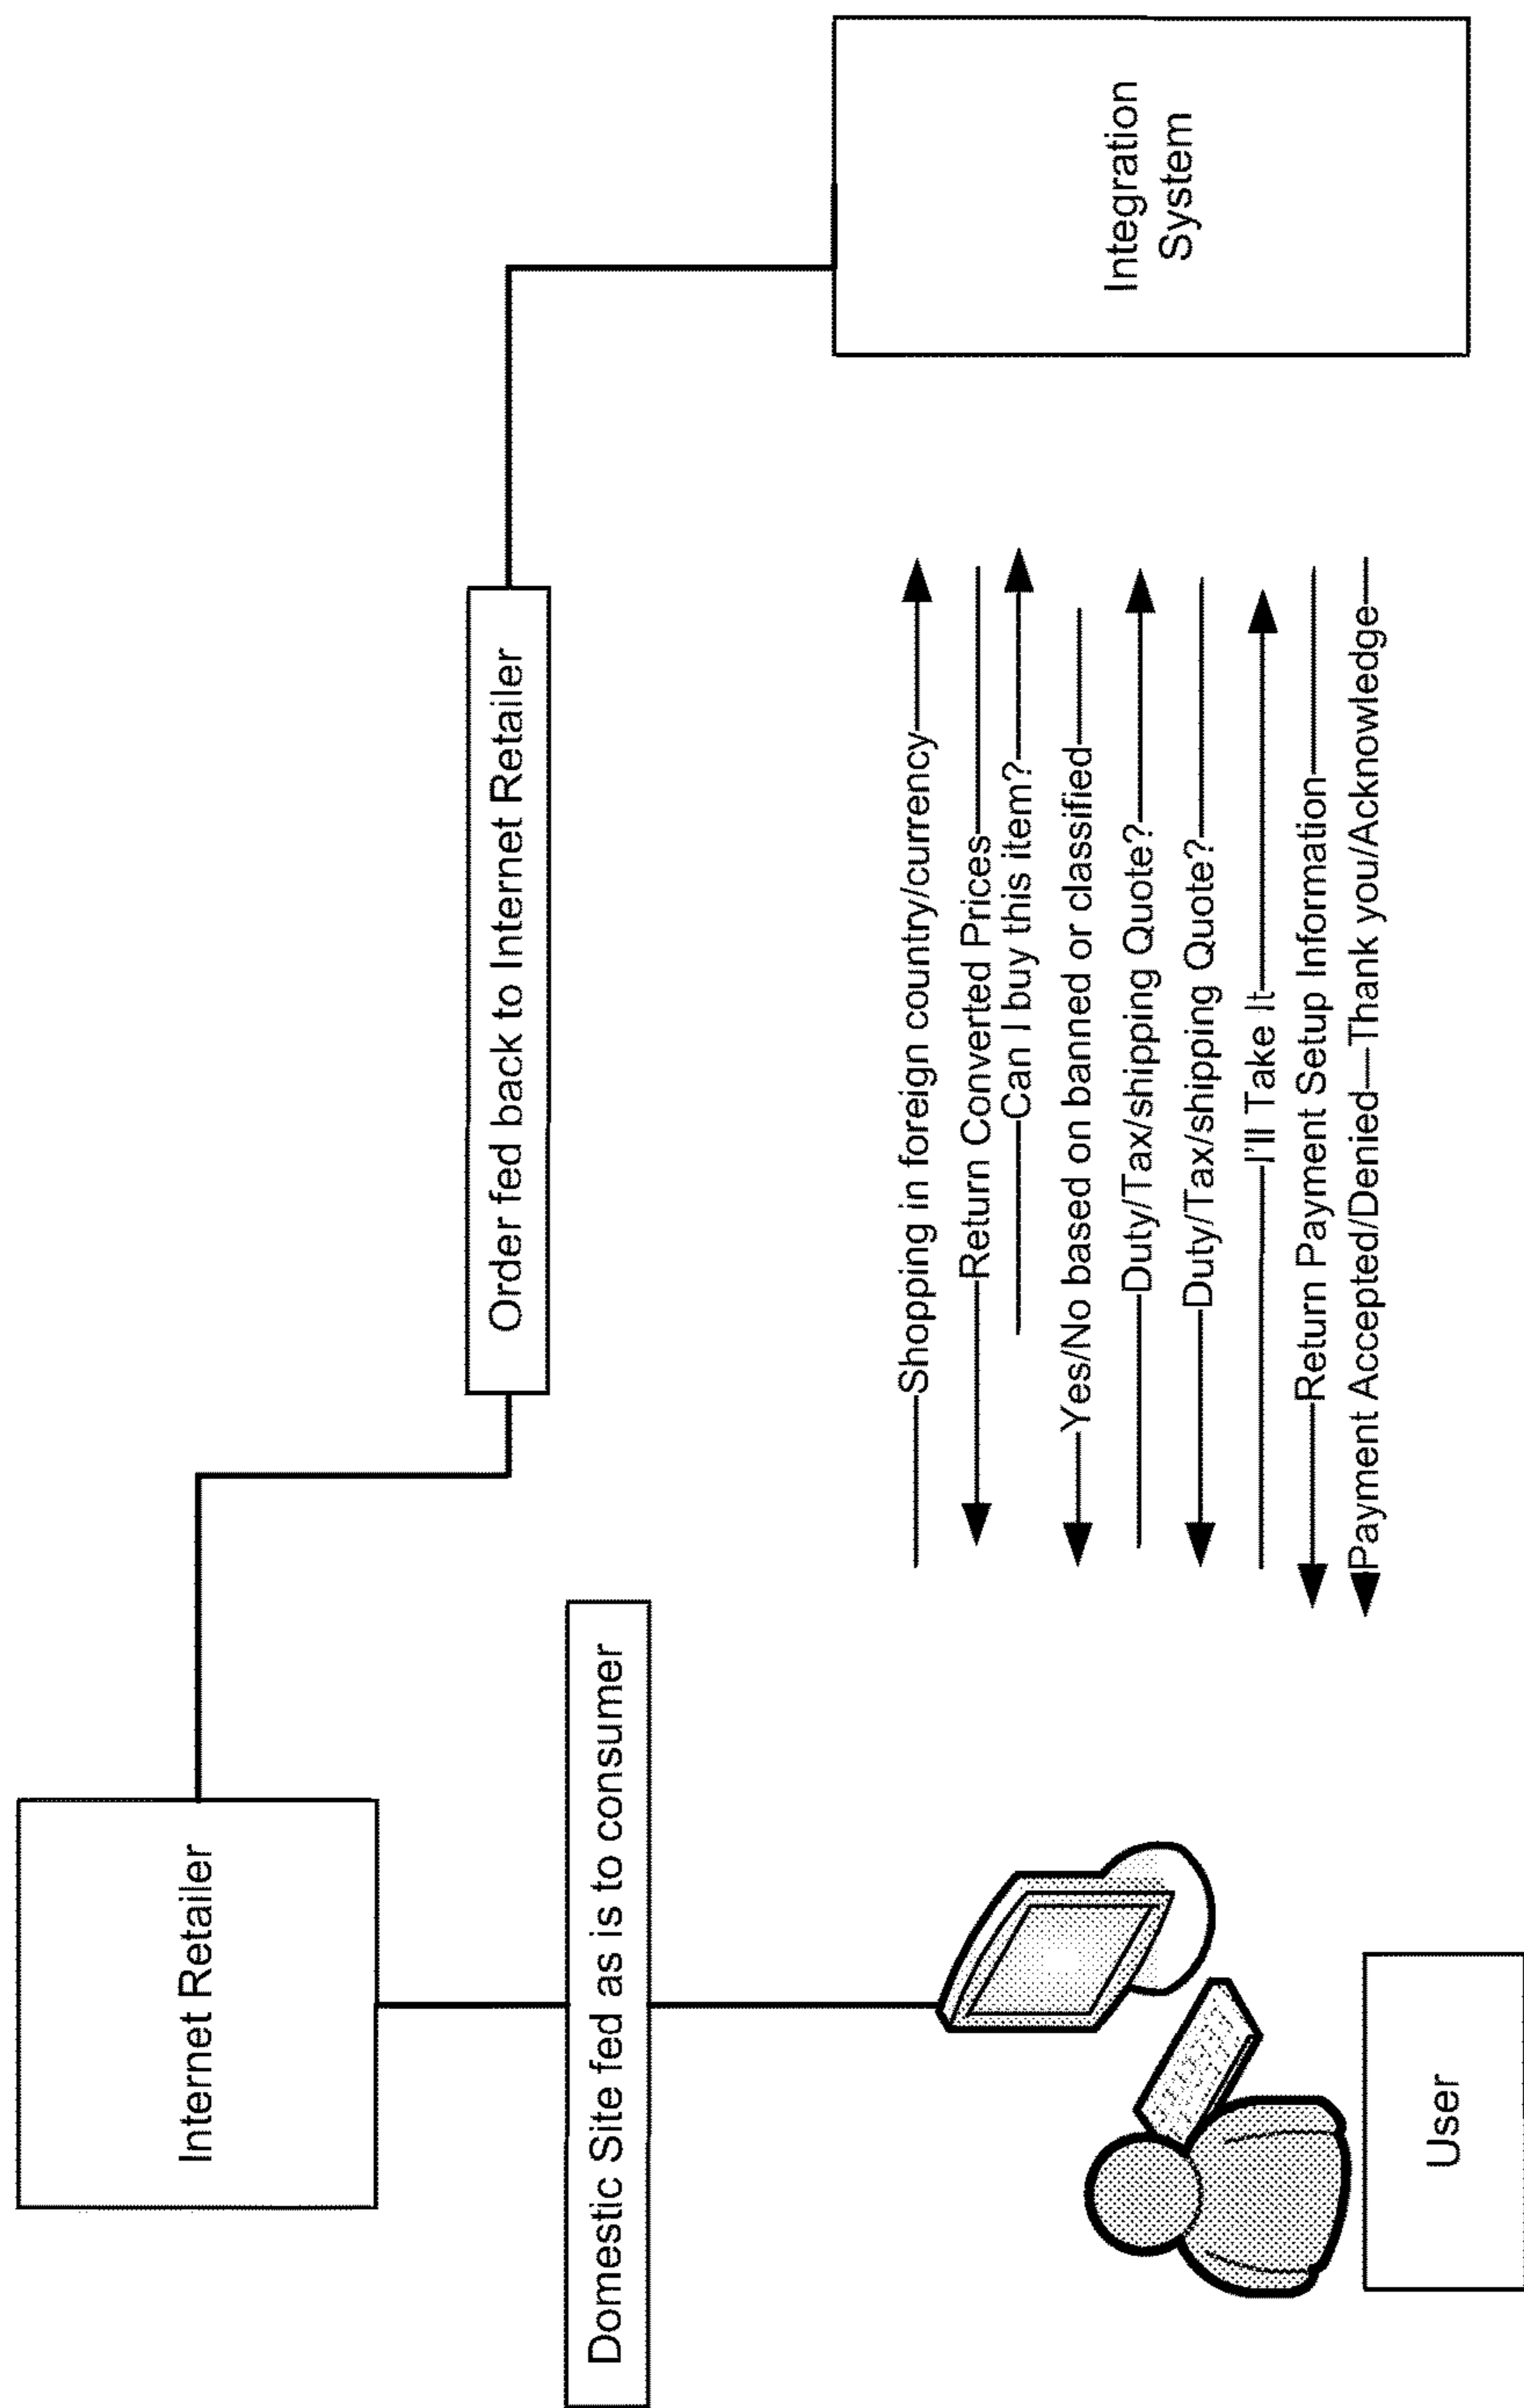 Internet Retailer
Order fed back to Internet Retailer
Domestic Site fed as is to consumer
Shopping in foreign country/currency
Return Converted Prices
Can I buy this item?
Yes/No based on banned or classified
Duty/Tax/shipping Quote?
Duty/Tax/shipping Quote?
I'll Take It
Return Payment Setup Information
Payment Accepted/Denied—Thank you/Acknowledge
Integration
System
User